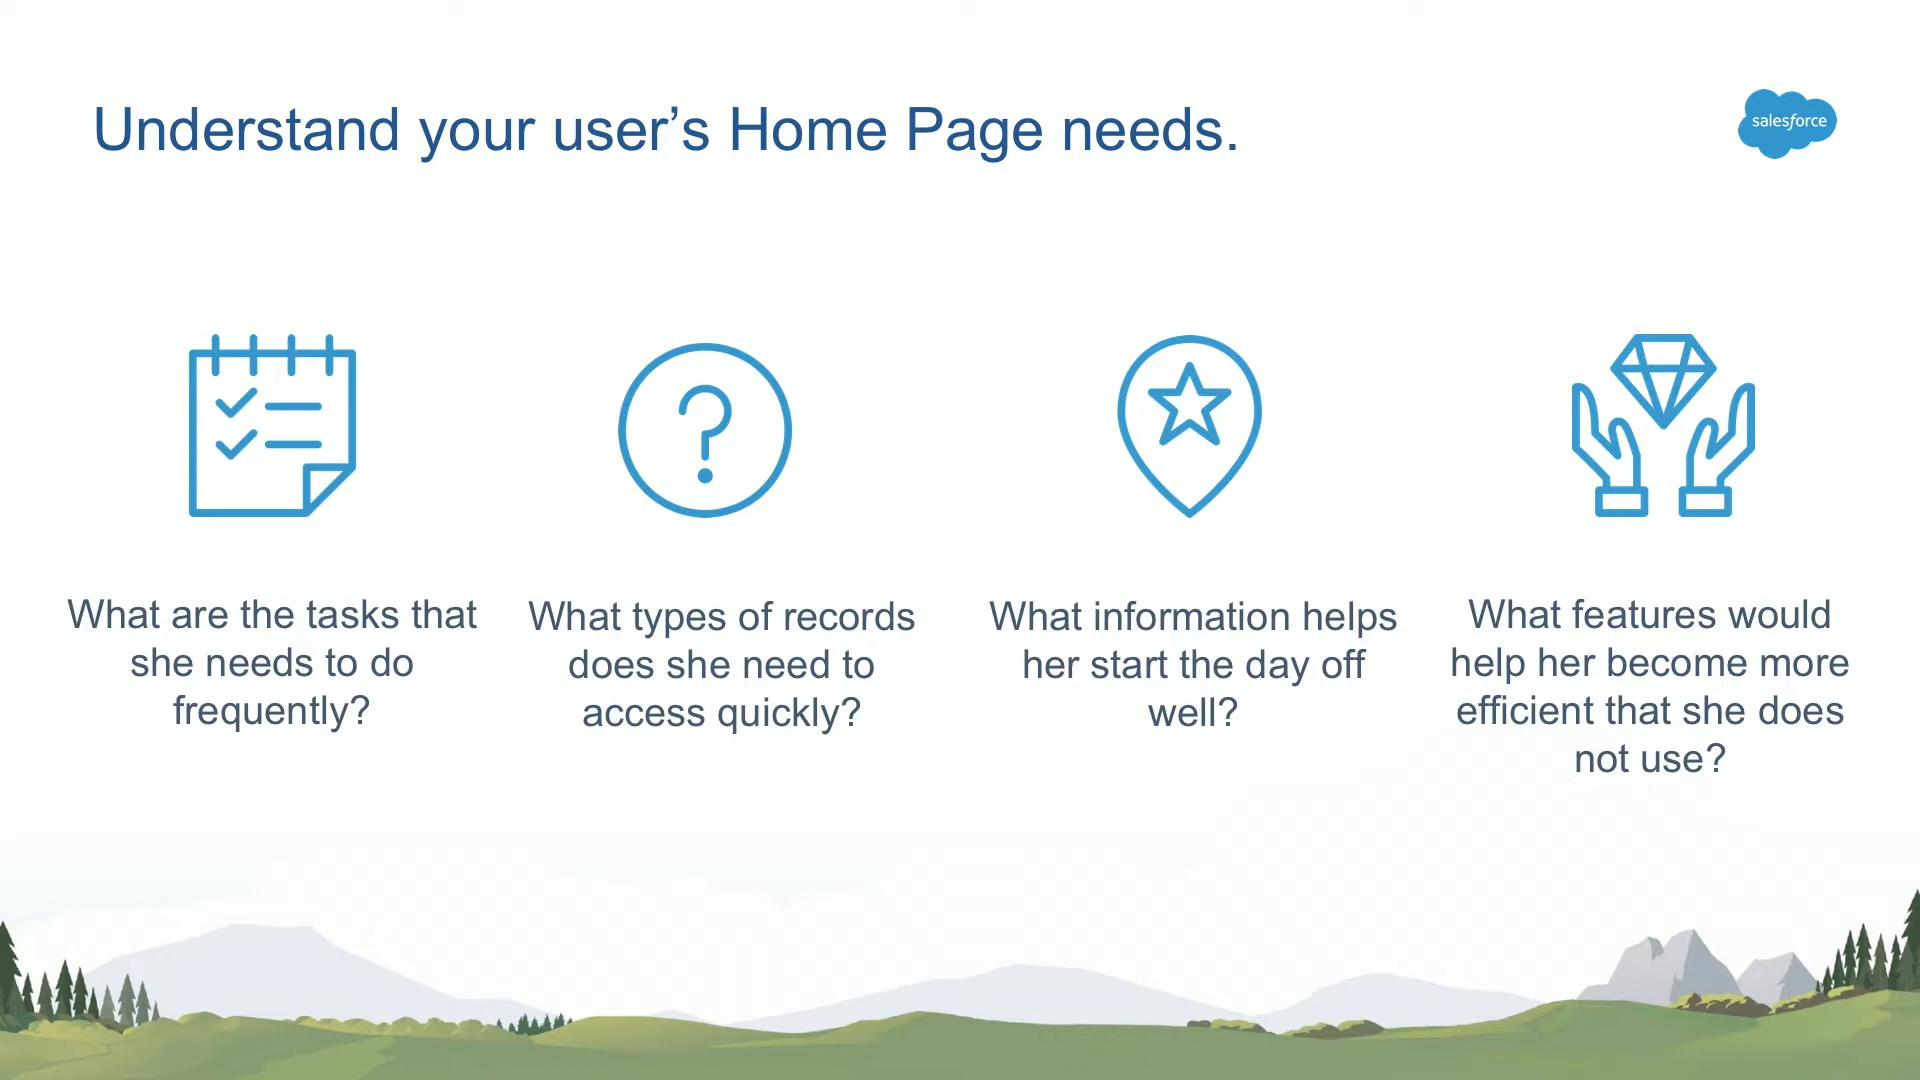 Understand your user’s Home Page needs.
salesforce
What are the tasks that
she needs to do
frequently?
What types of records
does she need to
access quickly?
What information helps
her start the day off
well?
What features would
help her become more
efficient that she does
not use?